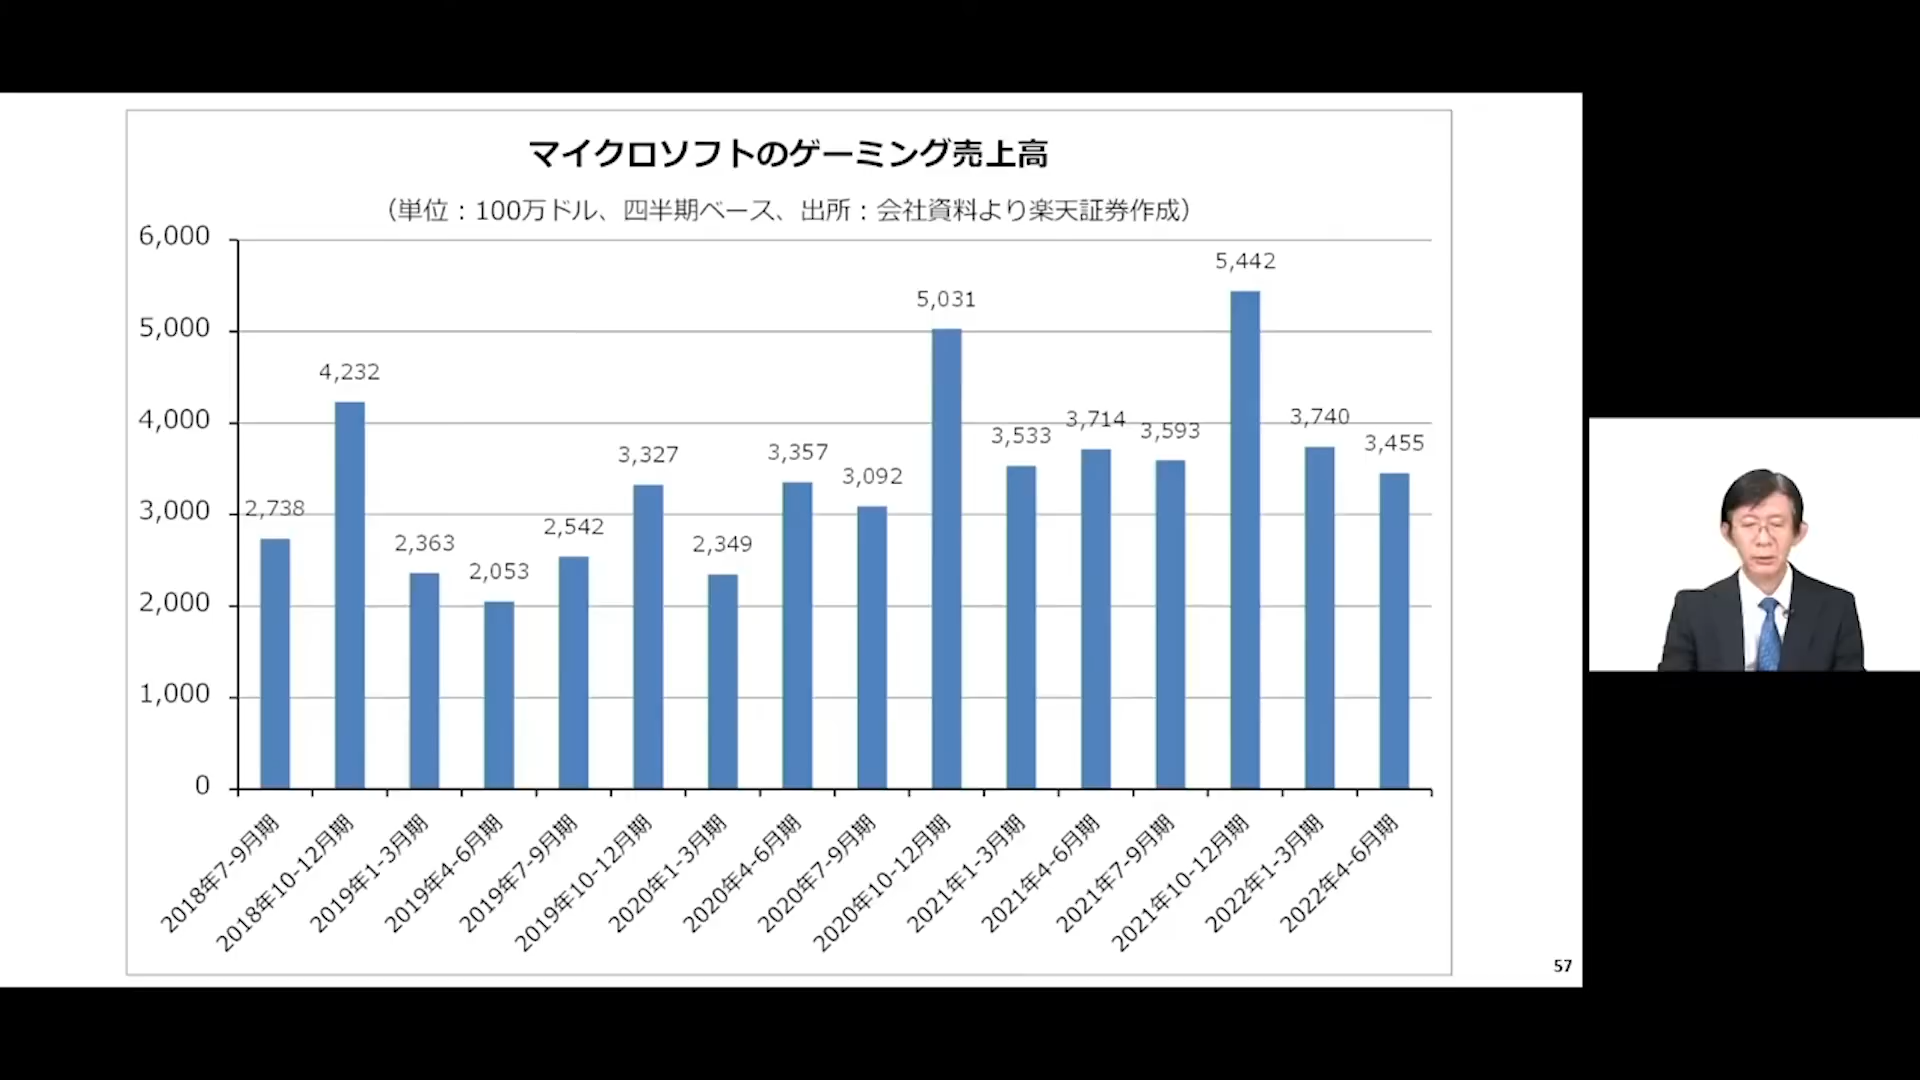 マイクロソフトのゲーミング売上高
（単位：100万ドル、四半期ベース、出所：会社資料より楽天証券作成）
6,000
5,000
4,000
3,000
2,000
1,000
0
2,738
4,232
2,363
2,053
2,542
3,327
2,349
3,357
3,092
5,031
3,533
3,714
3,593
5,442
3,740
3,455
2018年7-9月期
2018年10-12月期
2019年1-3月期
2019年4-6月期
2019年7-9月期
2019年10-12月期
2020年1-3月期
2020年4-6月期
2020年7-9月期
2020年10-12月期
2021年1-3月期
2021年4-6月期
2021年7-9月期
2021年10-12月期
2022年1-3月期
2022年4-6月期
57